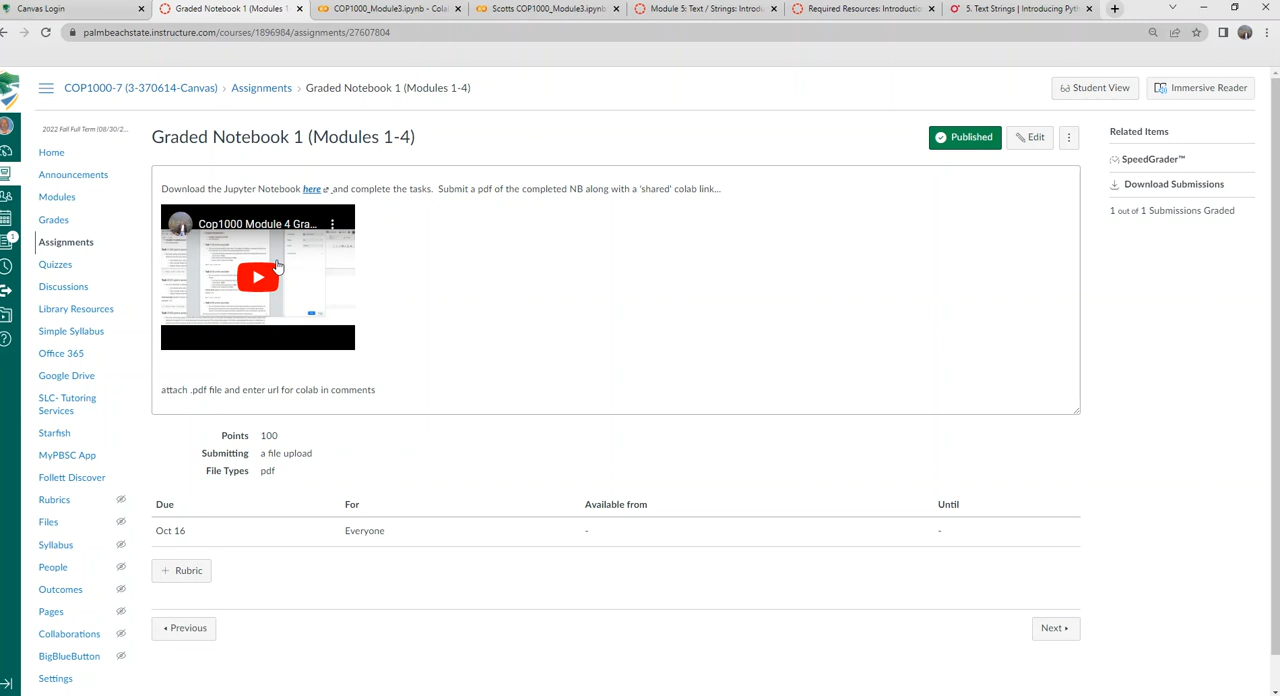 Canvas Login
Graded Notebook 1 (Modules 1-4)
COP1000_Module3.ipynb - Cola
Scotts COP1000_Module3.ipynb
Module 5: Text / Strings: Introdu
Required Resources: Introductio
5. Text Strings | Introducing Pyth
palmbeachstate.instructure.com/courses/1896984/assignments/27607804
COP1000-7 (3-370614-Canvas) › Assignments › Graded Notebook 1 (Modules 1-4)
Student View
Immersive Reader
2022 Fall Full Term (08/30/2...
Home
Announcements
Modules
Grades
Assignments
Quizzes
Discussions
Library Resources
Simple Syllabus
Office 365
Google Drive
SLC- Tutoring
Services
Starfish
MyPBSC App
Follett Discover
Rubrics
Files
Syllabus
People
Outcomes
Pages
Collaborations
BigBlueButton
Settings
1
Graded Notebook 1 (Modules 1-4)
Published
Edit
Download the Jupyter Notebook here and complete the tasks. Submit a pdf of the completed NB along with a 'shared' colab link...
Cop1000 Module 4 Gra...
attach .pdf file and enter url for colab in comments
Points 100
Submitting a file upload
File Types pdf
Due For Available from Until
Oct 16 Everyone - -
+ Rubric
◂ Previous
Next ▸
Related Items
SpeedGrader™
Download Submissions
1 out of 1 Submissions Graded